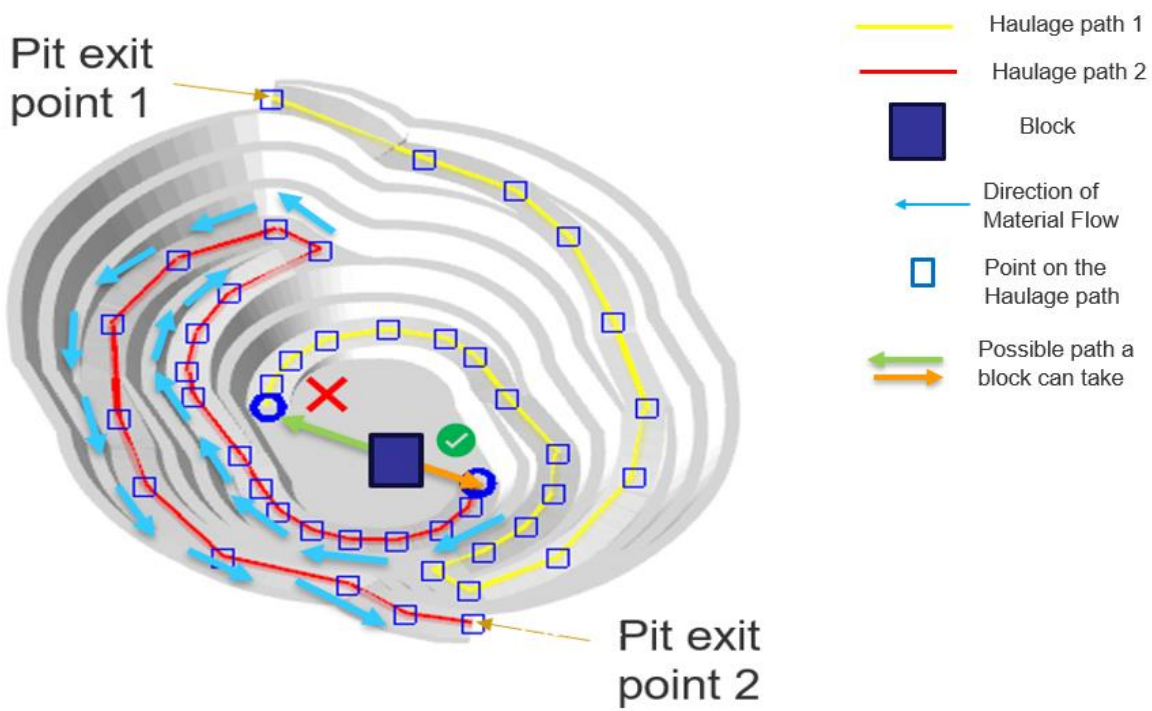 Pit exit
point 1
Haulage path 1
Haulage path 2
Block
Direction of
Material Flow
Point on the
Haulage path
Possible path a
block can take
Pit exit
point 2